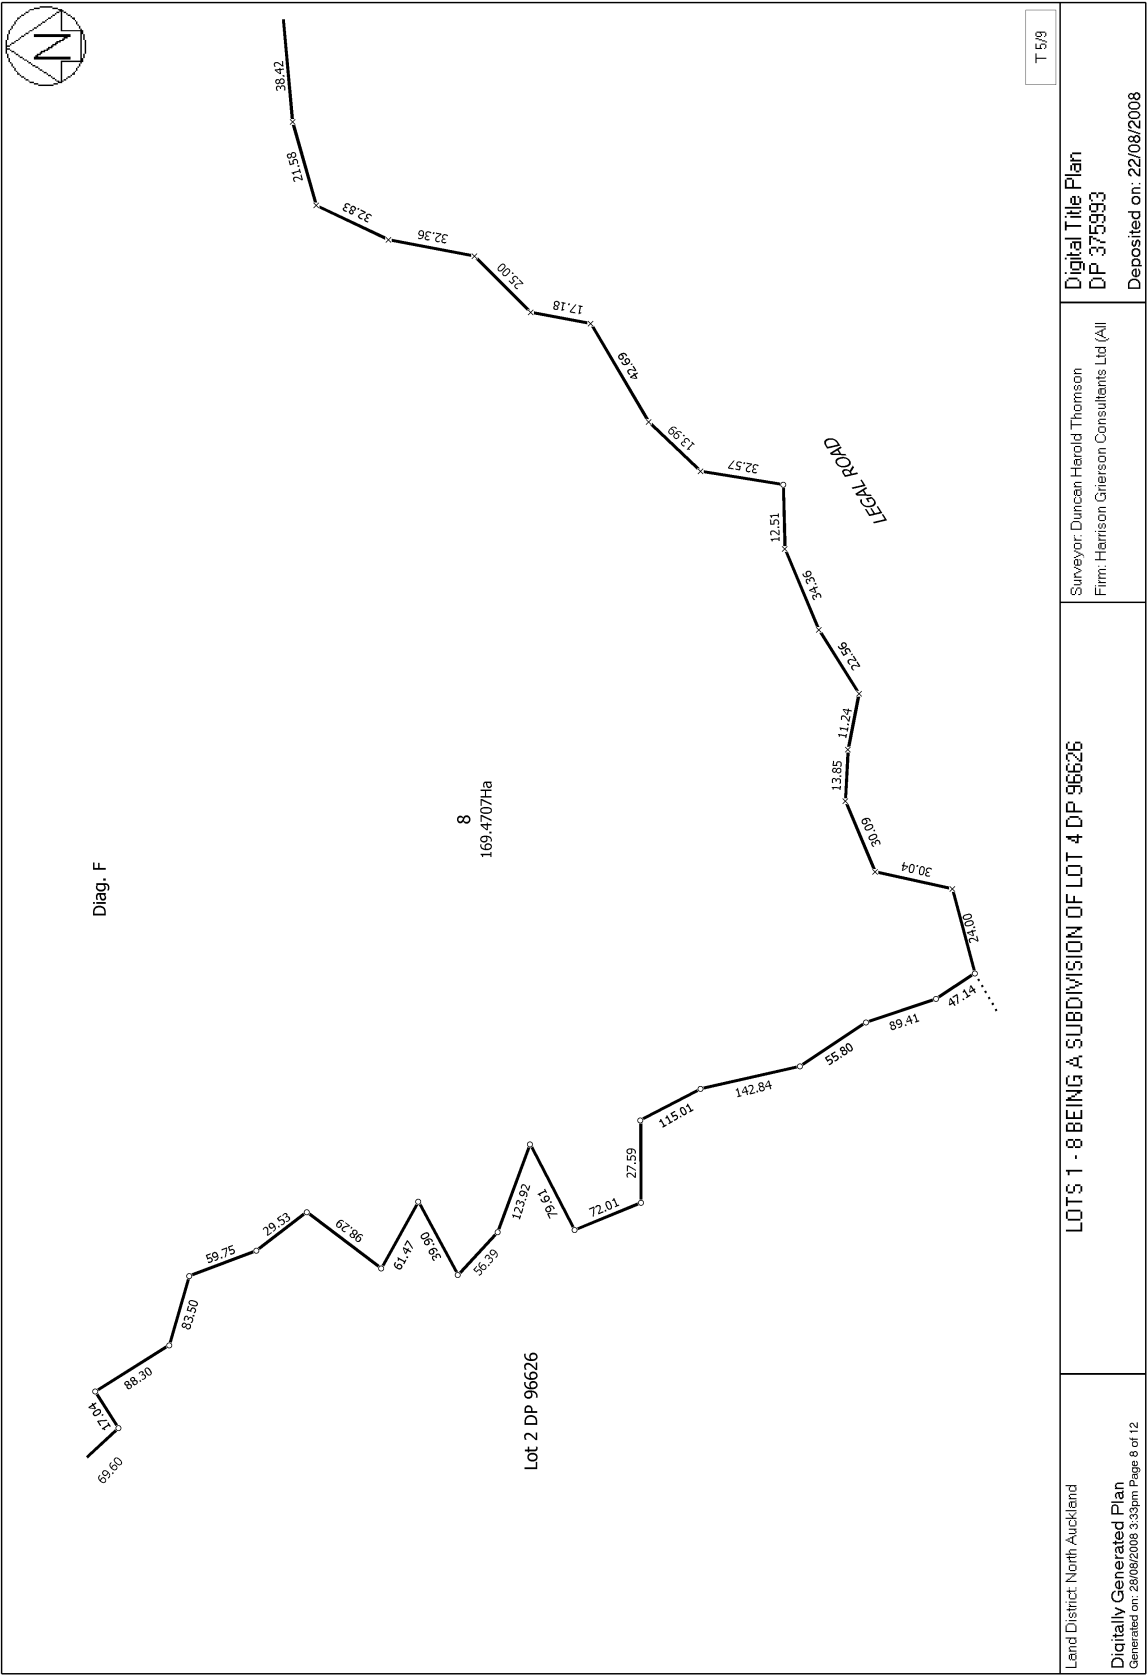 Diag. F
8
169.4707Ha
Lot 2 DP 96626
LEGAL ROAD
69.60
17.04
88.30
83.50
59.75
29.53
98.29
61.47
39.90
56.39
123.92
79.61
72.01
27.59
115.01
142.84
55.80
89.41
47.14
24.00
30.04
30.09
13.85
11.24
22.56
34.36
12.51
32.57
13.99
42.69
17.18
25.00
32.36
32.83
21.58
38.42
N
T 5/9
Land District: North Auckland
Digitally Generated Plan
Generated on: 28/08/2008 3:33pm Page 8 of 12
LOTS 1 - 8 BEING A SUBDIVISION OF LOT 4 DP 96626
Surveyor: Duncan Harold Thomson
Firm: Harrison Grierson Consultants Ltd (All
Digital Title Plan
DP 375993
Deposited on: 22/08/2008